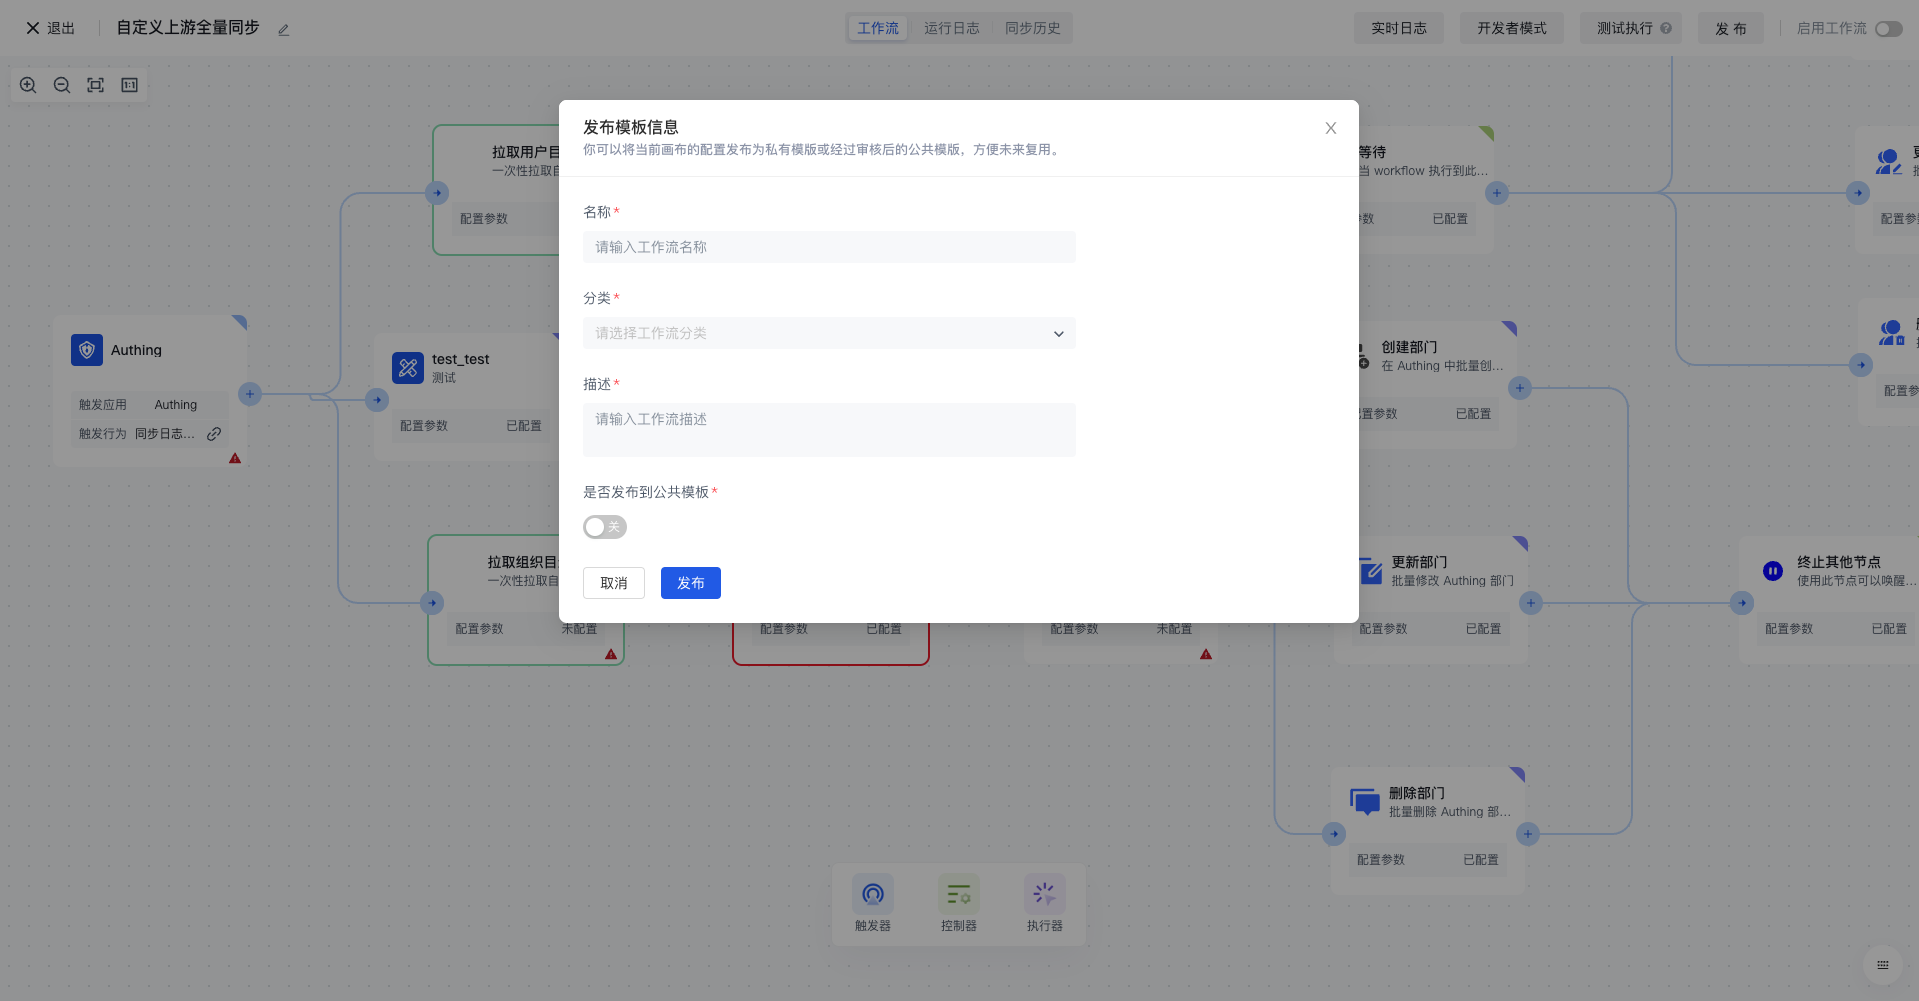 退出
自定义上游全量同步
工作流
运行日志
同步历史
实时日志
开发者模式
测试执行
发 布
启用工作流
1:1
发布模板信息
你可以将当前画布的配置发布为私有模版或经过审核后的公共模版，方便未来复用。
名称*
请输入工作流名称
分类*
请选择工作流分类
描述*
请输入工作流描述
是否发布到公共模板*
关
取消
发布
拉取用户目
一次性拉取自
配置参数
等待
当 workflow 执行到此...
已配置
配置参
Authing
触发应用 Authing
触发行为 同步日志...
test_test
测试
配置参数 已配置
创建部门
在 Authing 中批量创...
置参数 已配置
配置参
拉取组织目
一次性拉取自
配置参数 未配置
配置参数 已配置
配置参数 未配置
更新部门
批量修改 Authing 部门
配置参数 已配置
终止其他节点
使用此节点可以唤醒...
配置参数 已配置
删除部门
批量删除 Authing 部...
配置参数 已配置
触发器
控制器
执行器